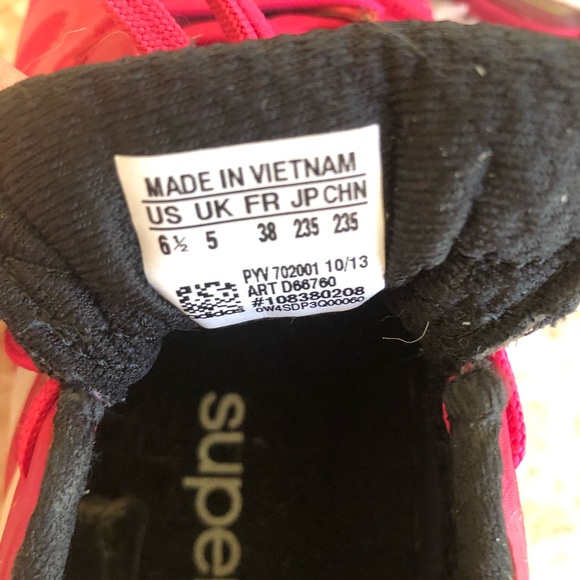 MADE IN VIETNAM
US UK FR JP CHN
6½ 5 38 235 235
PYV 702001 10/13
ART D66760
#108380208
adidas 0W4SDP3Q00060
super